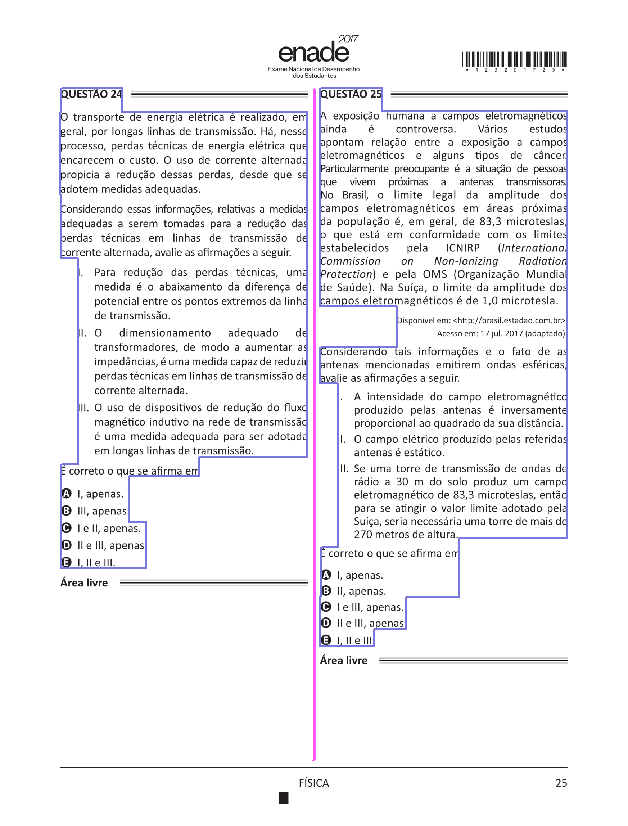 enade 2017
Exame Nacional de Desempenho
dos Estudantes
*R2520172 5*
QUESTÃO 24
O transporte de energia elétrica é realizado, em
geral, por longas linhas de transmissão. Há, nesse
processo, perdas técnicas de energia elétrica que
encarecem o custo. O uso de corrente alternada
propicia a redução dessas perdas, desde que se
adotem medidas adequadas.
Considerando essas informações, relativas a medidas
adequadas a serem tomadas para a redução das
perdas técnicas em linhas de transmissão de
corrente alternada, avalie as afirmações a seguir.
I. Para redução das perdas técnicas, uma
medida é o abaixamento da diferença de
potencial entre os pontos extremos da linha
de transmissão.
II. O dimensionamento adequado de
transformadores, de modo a aumentar as
impedâncias, é uma medida capaz de reduzir
perdas técnicas em linhas de transmissão de
corrente alternada.
III. O uso de dispositivos de redução do fluxo
magnético indutivo na rede de transmissão
é uma medida adequada para ser adotada
em longas linhas de transmissão.
É correto o que se afirma em
A I, apenas.
B III, apenas
C I e II, apenas.
D II e III, apenas
E I, II e III.
Área livre
QUESTÃO 25
A exposição humana a campos eletromagnéticos
ainda é controversa. Vários estudos
apontam relação entre a exposição a campos
eletromagnéticos e alguns tipos de câncer.
Particularmente preocupante é a situação de pessoas
que vivem próximas a antenas transmissoras.
No Brasil, o limite legal da amplitude dos
campos eletromagnéticos em áreas próximas
da população é, em geral, de 83,3 microteslas,
o que está em conformidade com os limites
estabelecidos pela ICNIRP (International
Commission on Non-Ionizing Radiation
Protection) e pela OMS (Organização Mundial
de Saúde). Na Suíça, o limite da amplitude dos
campos eletromagnéticos é de 1,0 microtesla.
Disponível em: <http://brasil.estadao.com.br>
Acesso em: 17 jul. 2017 (adaptado)
Considerando tais informações e o fato de as
antenas mencionadas emitirem ondas esféricas,
avalie as afirmações a seguir.
I. A intensidade do campo eletromagnético
produzido pelas antenas é inversamente
proporcional ao quadrado da sua distância.
II. O campo elétrico produzido pelas referidas
antenas é estático.
III. Se uma torre de transmissão de ondas de
rádio a 30 m do solo produz um campo
eletromagnético de 83,3 microteslas, então
para se atingir o valor limite adotado pela
Suíça, seria necessária uma torre de mais de
270 metros de altura.
É correto o que se afirma em
A I, apenas.
B II, apenas.
C I e III, apenas.
D II e III, apenas
E I, II e III
Área livre
FÍSICA
25